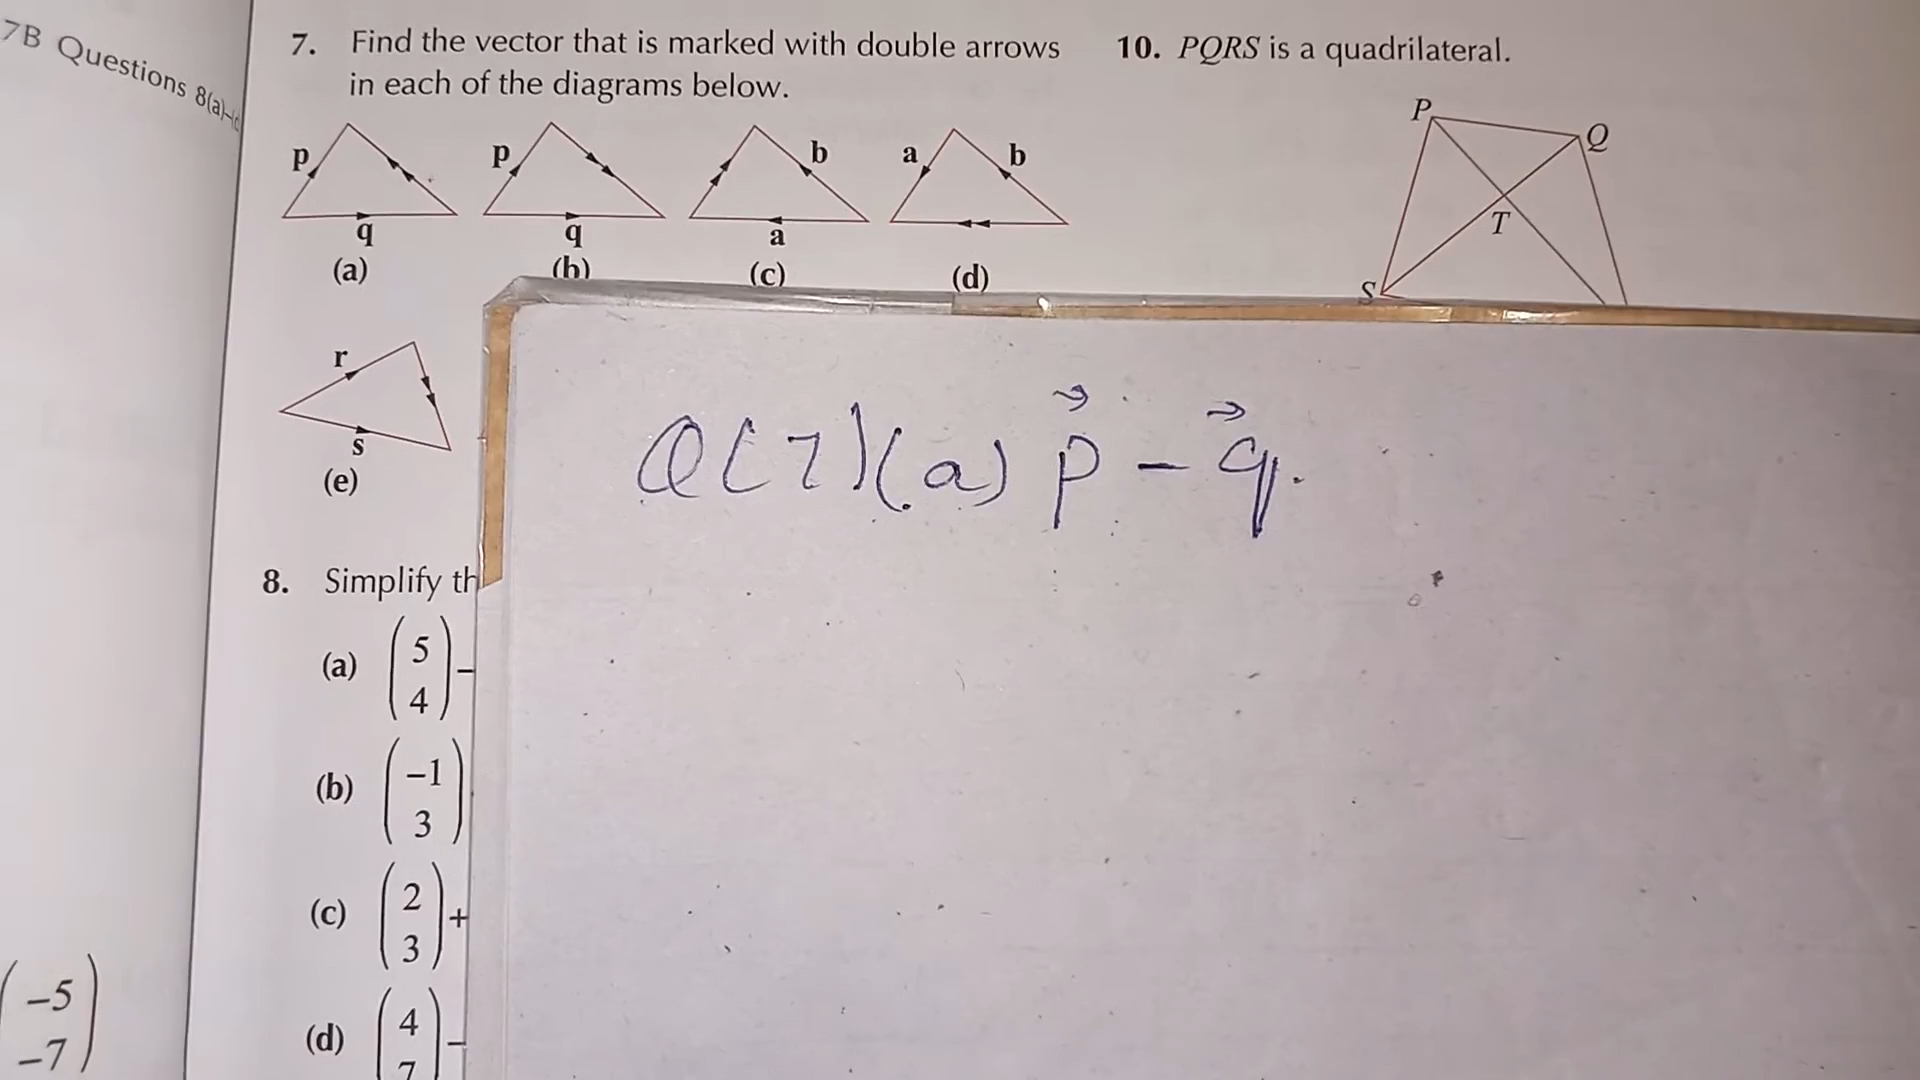 7B Questions 8(a)–(
7. Find the vector that is marked with double arrows
in each of the diagrams below.
p
q
(a)
p
q
(b)
b
a
(c)
a
b
(d)
r
s
(e)
8. Simplify th
(a) (5
4) –
(b) (–1
3)
(c) (2
3) +
(d) (4
7 –
(–5
–7)
10. PQRS is a quadrilateral.
P
Q
T
S
Q(7)(a) p⃗ – q⃗.